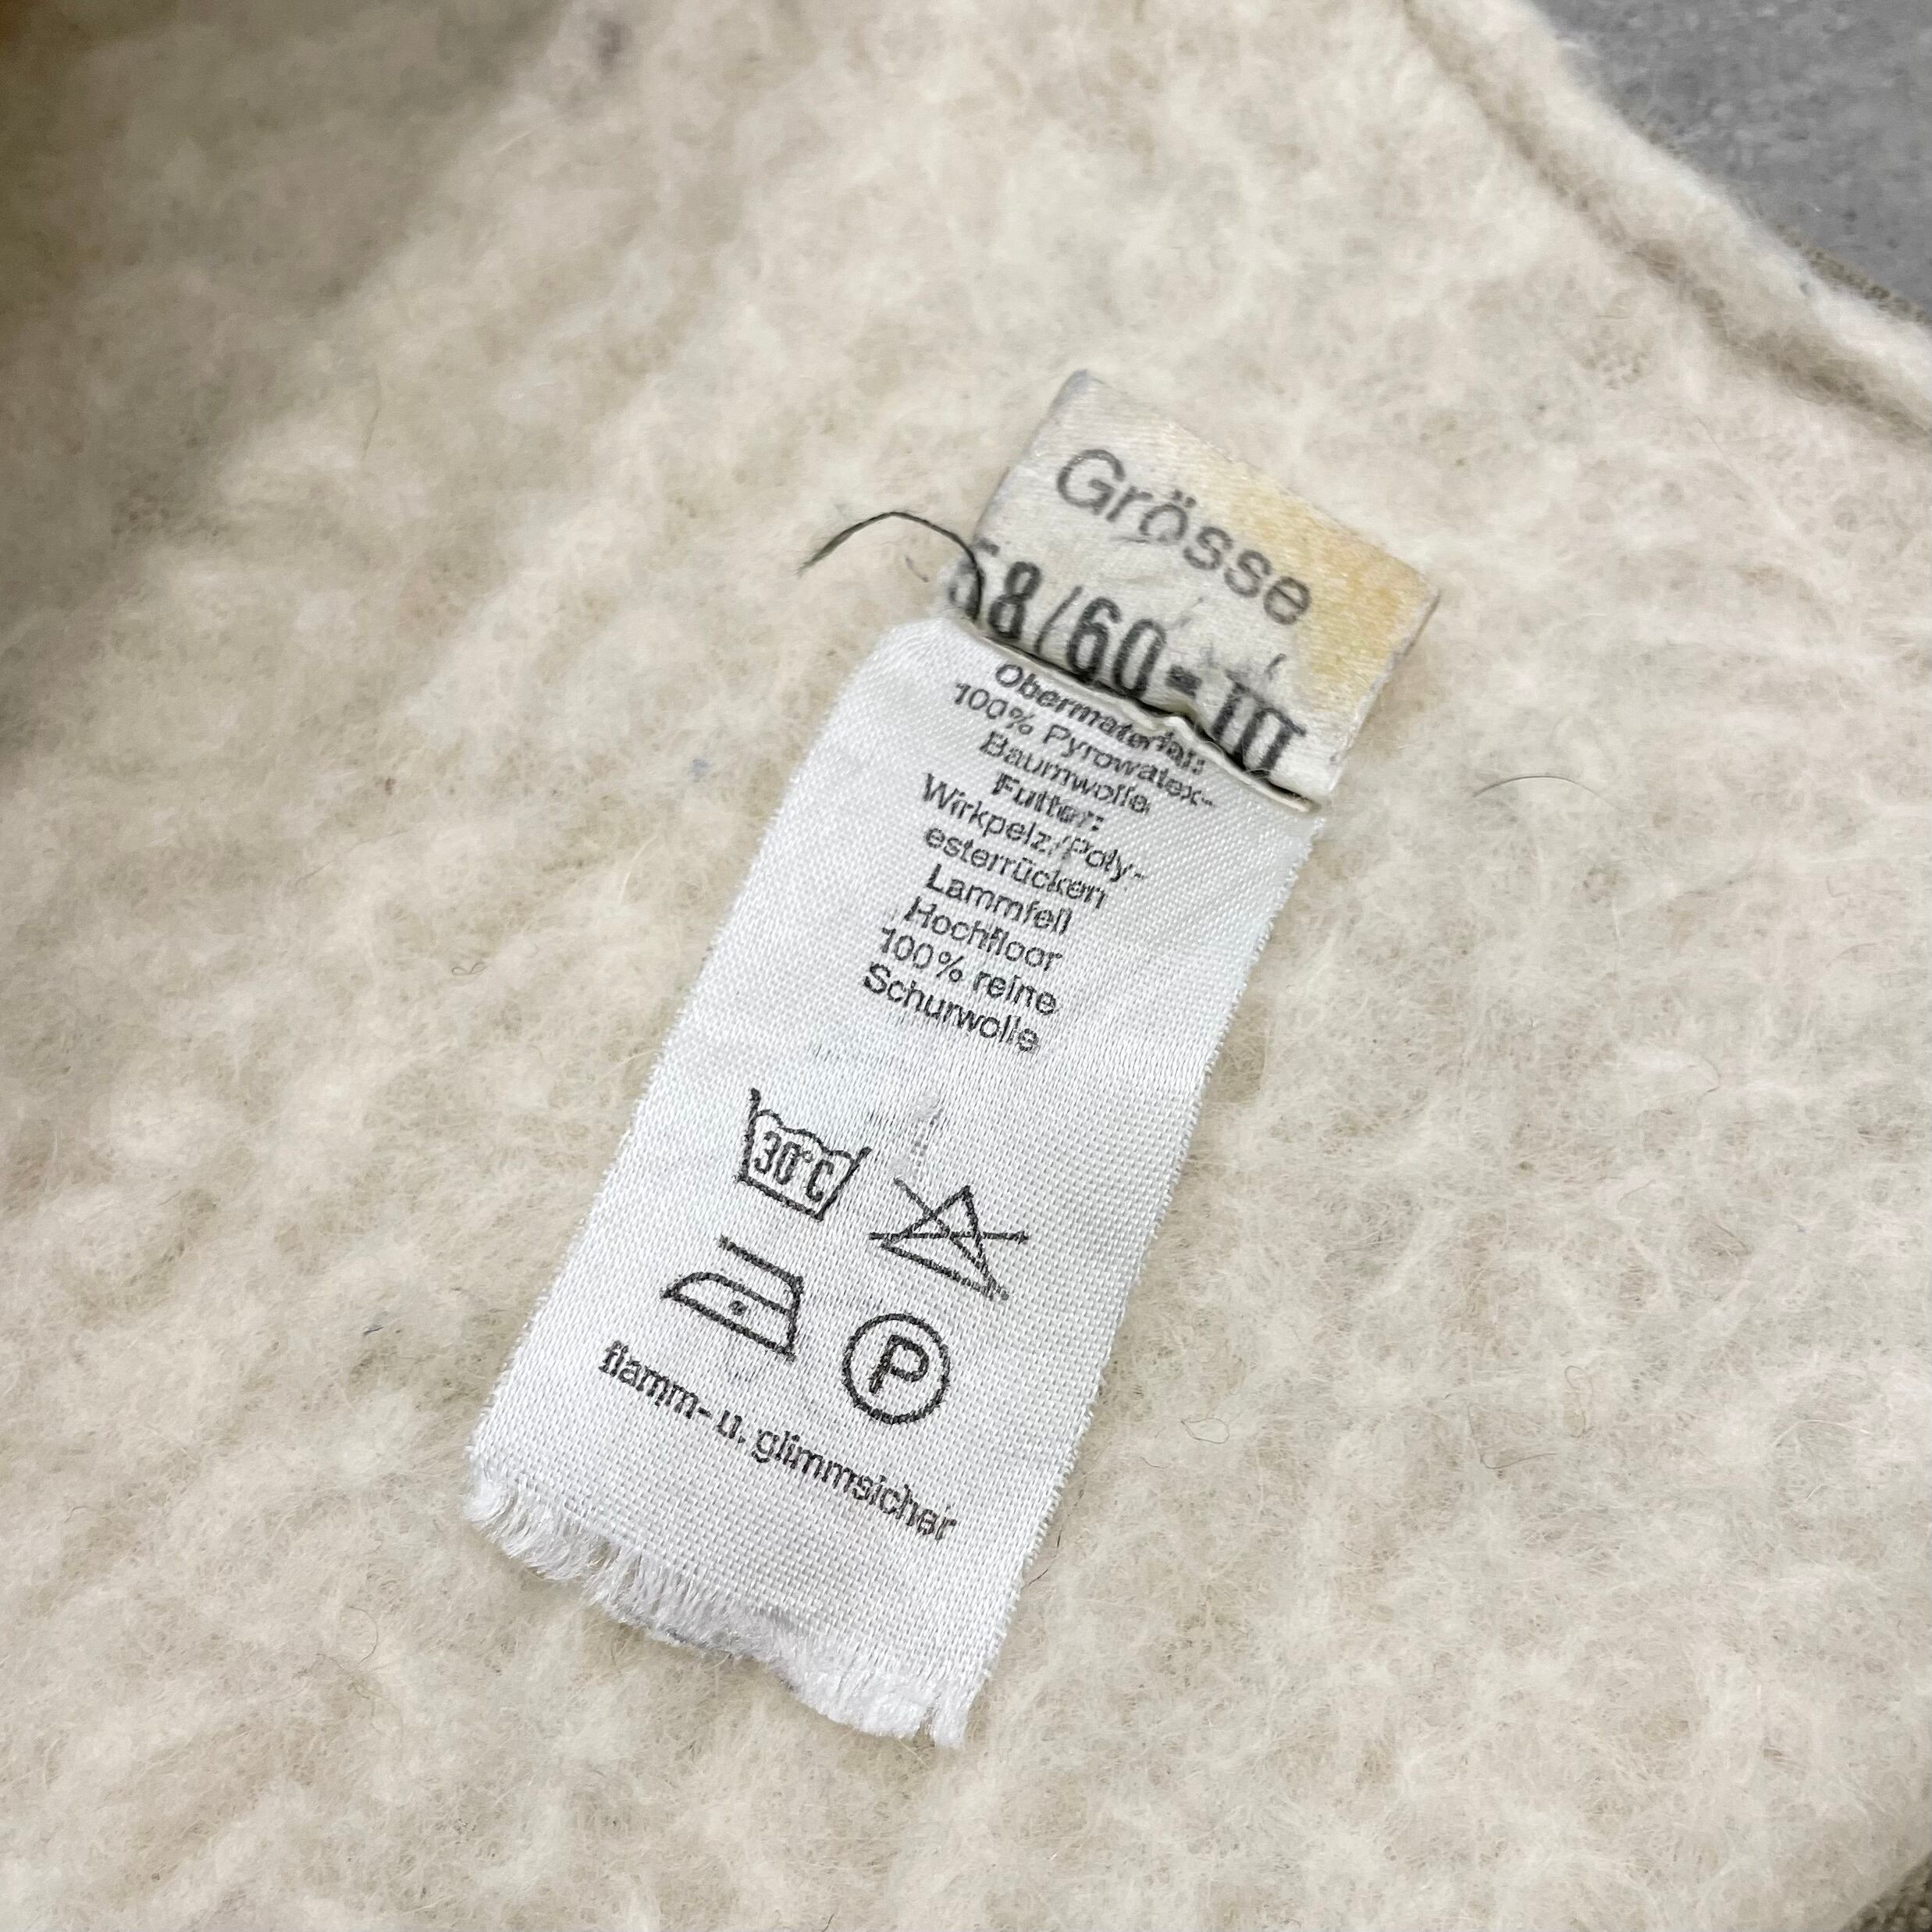 Grösse
58/60-III
Obermaterial:
100% Pyrowatex-
Baumwolle
Futter:
Wirkpelz/Poly-
esterrücken
Lammfell
Hochfloor
100% reine
Schurwolle
30°C
P
flamm- u. glimmsicher